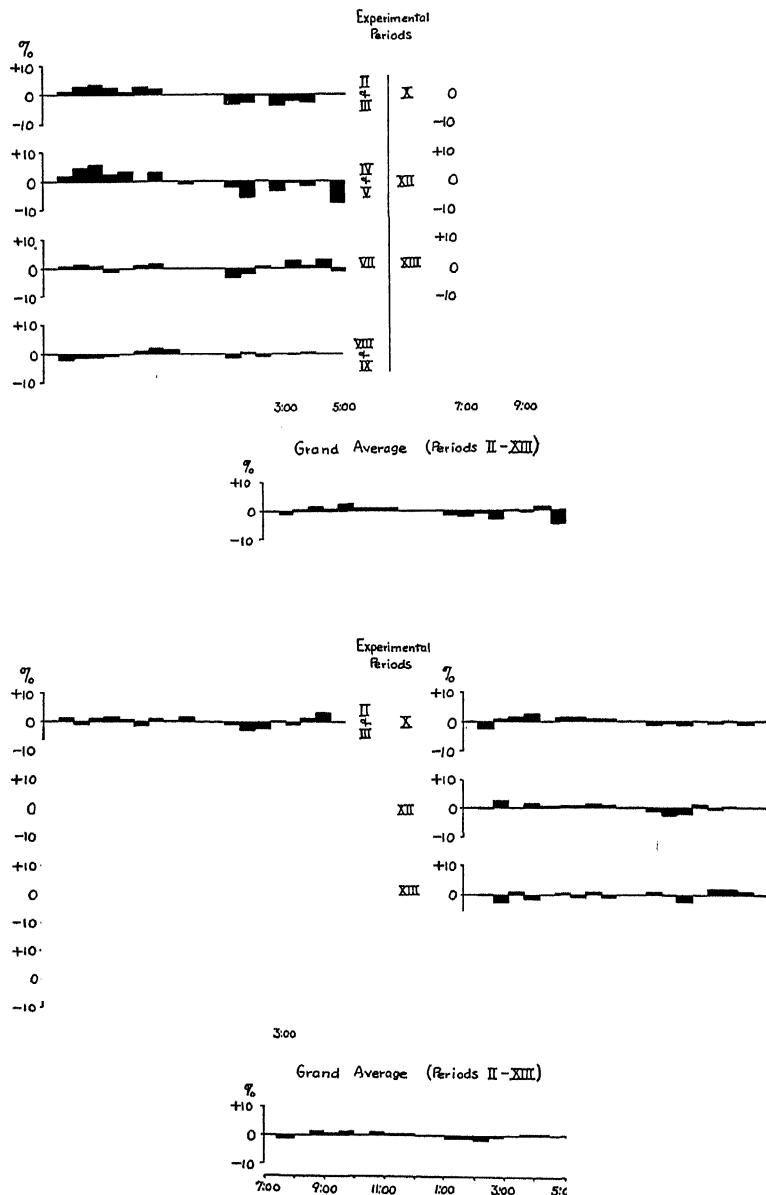 Experimental
Periods
%
+10
0
-10
II
+
III
X
0
-10
+10
0
-10
IV
+
V
+10
XII
0
-10
+10
0
-10
VII
+10
XIII
0
-10
+10
0
-10
VIII
+
IX
3:00 5:00 7:00 9:00
Grand Average (Periods II-XIII)
%
+10
0
-10
Experimental
Periods
%
+10
0
-10
II
+
III
X
%
+10
0
-10
+10
0
-10
XII
+10
0
-10
+10
0
-10
XIII
+10
0
+10
0
-10
3:00
Grand Average (Periods II-XIII)
%
+10
0
-10
7:00 9:00 11:00 1:00 3:00